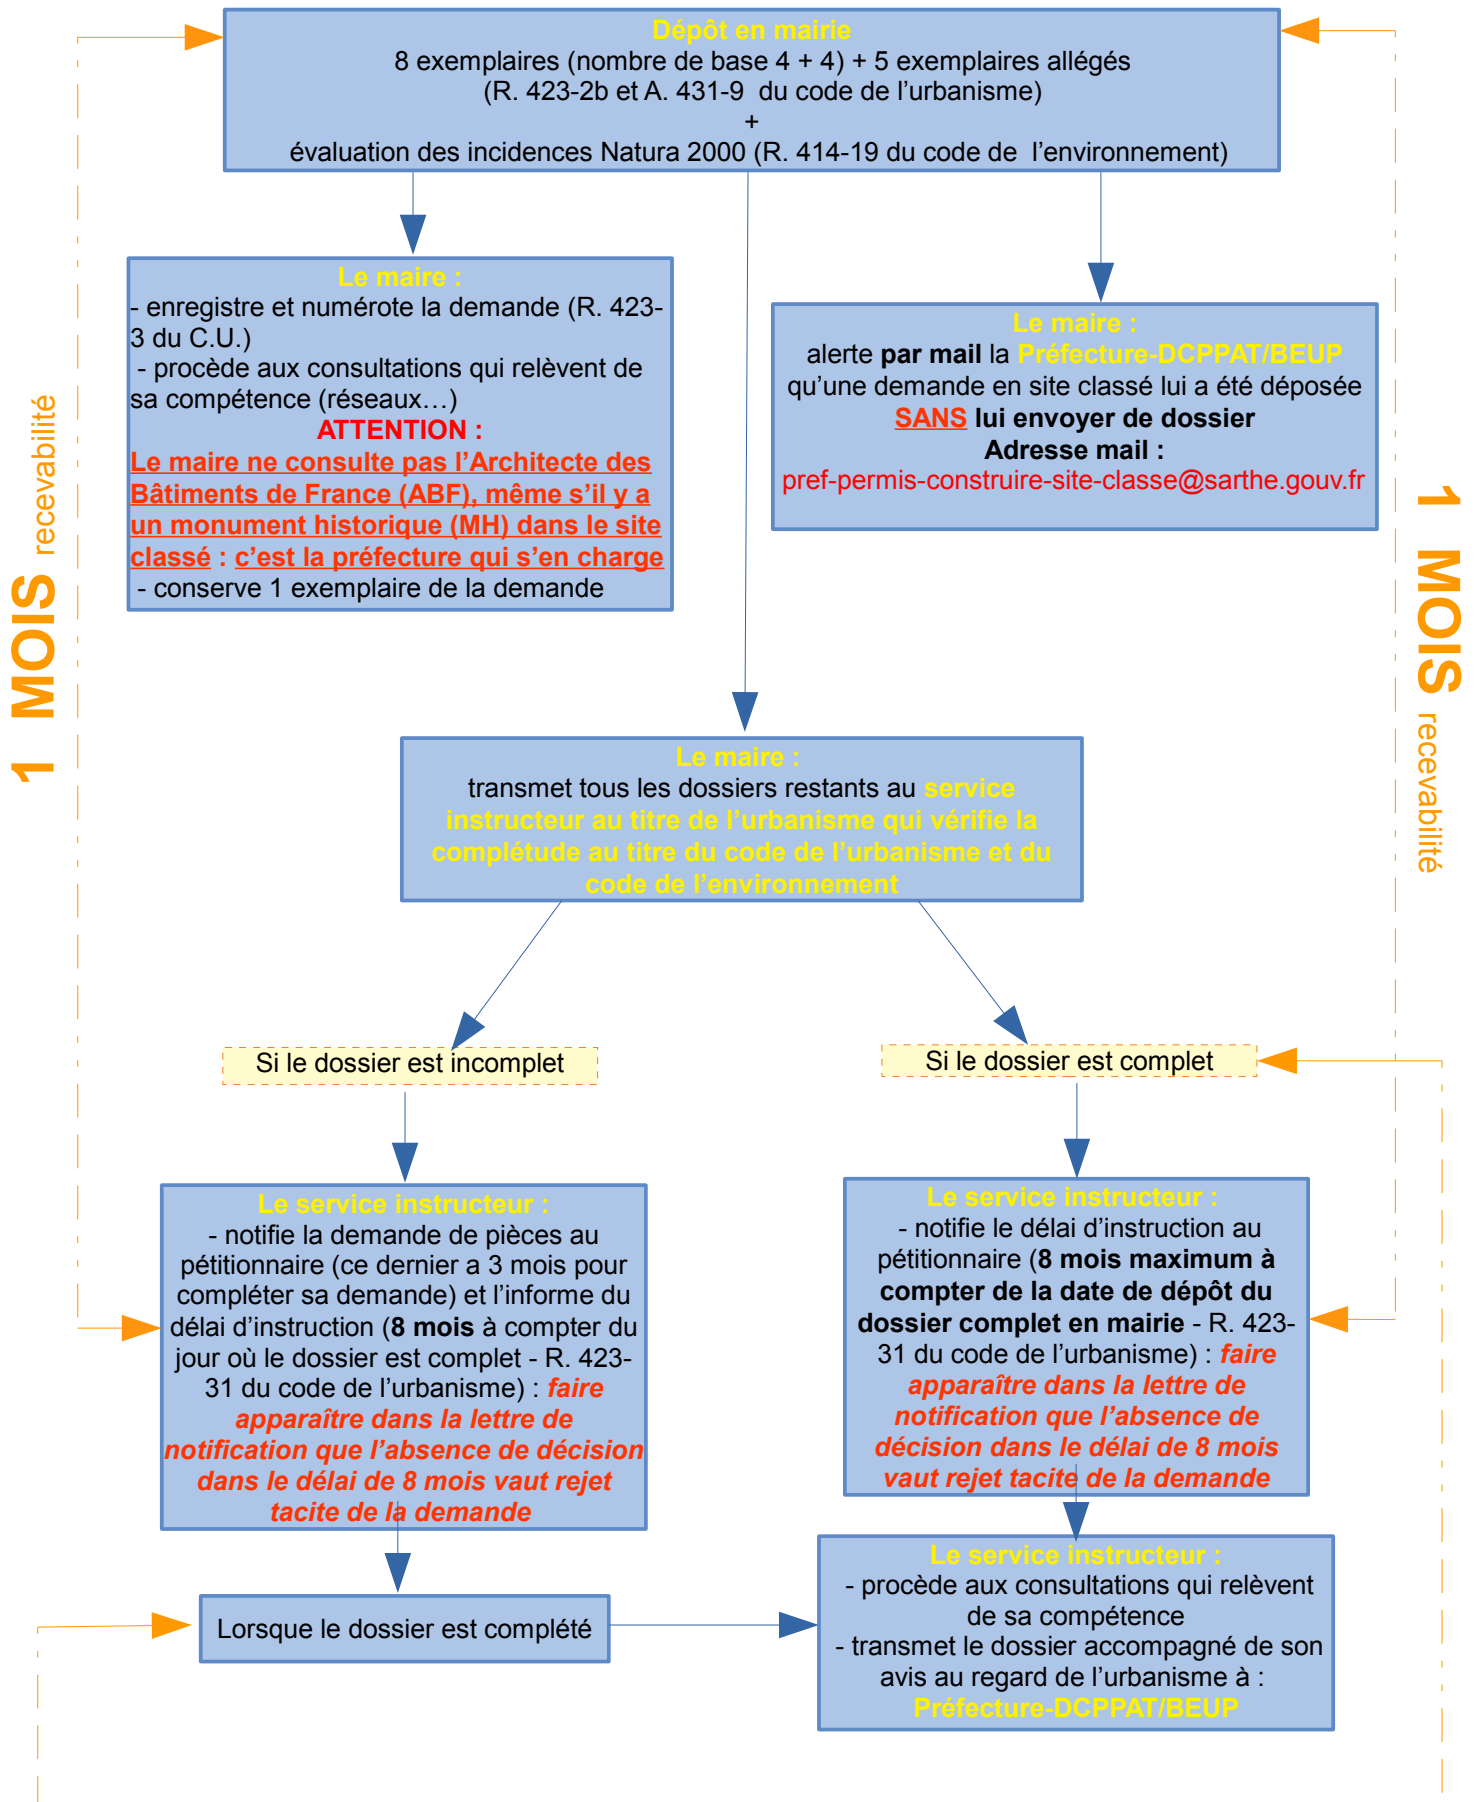 Dépôt en mairie
8 exemplaires (nombre de base 4 + 4) + 5 exemplaires allégés
(R. 423-2b et A. 431-9  du code de l’urbanisme)
+
évaluation des incidences Natura 2000 (R. 414-19 du code de  l’environnement)
1 MOIS recevabilité
Le maire :
- enregistre et numérote la demande (R. 423-
3 du C.U.)
- procède aux consultations qui relèvent de
sa compétence (réseaux…)
ATTENTION :
Le maire ne consulte pas l’Architecte des
Bâtiments de France (ABF), même s’il y a
un monument historique (MH) dans le site
classé : c’est la préfecture qui s’en charge
- conserve 1 exemplaire de la demande
Le maire :
alerte par mail la Préfecture-DCPPAT/BEUP
qu’une demande en site classé lui a été déposée
SANS lui envoyer de dossier
Adresse mail :
pref-permis-construire-site-classe@sarthe.gouv.fr
1 MOIS recevabilité
Le maire :
transmet tous les dossiers restants au service
instructeur au titre de l’urbanisme qui vérifie la
complétude au titre du code de l’urbanisme et du
code de l’environnement
Si le dossier est incomplet
Si le dossier est complet
Le service instructeur :
- notifie la demande de pièces au
pétitionnaire (ce dernier a 3 mois pour
compléter sa demande) et l’informe du
délai d’instruction (8 mois à compter du
jour où le dossier est complet - R. 423-
31 du code de l’urbanisme) : faire
apparaître dans la lettre de
notification que l’absence de décision
dans le délai de 8 mois vaut rejet
tacite de la demande
Le service instructeur :
- notifie le délai d’instruction au
pétitionnaire (8 mois maximum à
compter de la date de dépôt du
dossier complet en mairie - R. 423-
31 du code de l’urbanisme) : faire
apparaître dans la lettre de
notification que l’absence de
décision dans le délai de 8 mois
vaut rejet tacite de la demande
Lorsque le dossier est complété
Le service instructeur :
- procède aux consultations qui relèvent
de sa compétence
- transmet le dossier accompagné de son
avis au regard de l’urbanisme à :
Préfecture-DCPPAT/BEUP